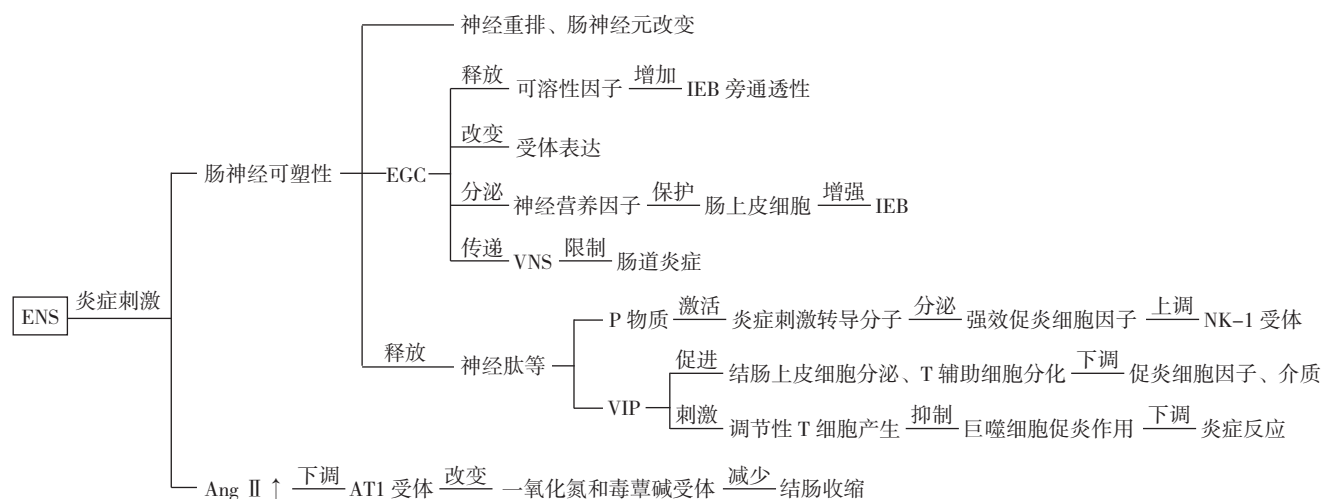 神经重排、肠神经元改变
释放 可溶性因子 增加 IEB 旁通透性
改变 受体表达
肠神经可塑性 EGC
分泌 神经营养因子 保护 肠上皮细胞 增强 IEB
传递 VNS 限制 肠道炎症
ENS 炎症刺激
P 物质 激活 炎症刺激转导分子 分泌 强效促炎细胞因子 上调 NK-1 受体
释放 神经肽等
促进 结肠上皮细胞分泌、T 辅助细胞分化 下调 促炎细胞因子、介质
VIP
刺激 调节性 T 细胞产生 抑制 巨噬细胞促炎作用 下调 炎症反应
Ang Ⅱ ↑ 下调 AT1 受体 改变 一氧化氮和毒蕈碱受体 减少 结肠收缩